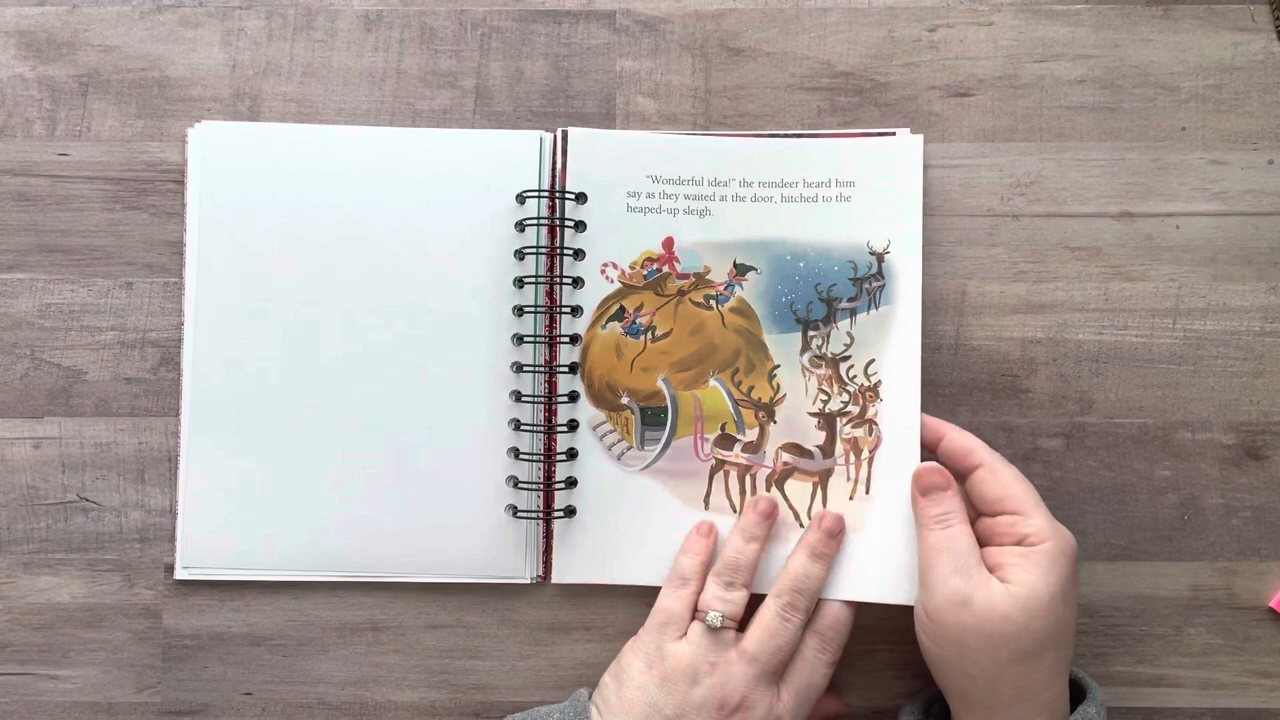 "Wonderful idea!" the reindeer heard him
say as they waited at the door, hitched to the
heaped-up sleigh.